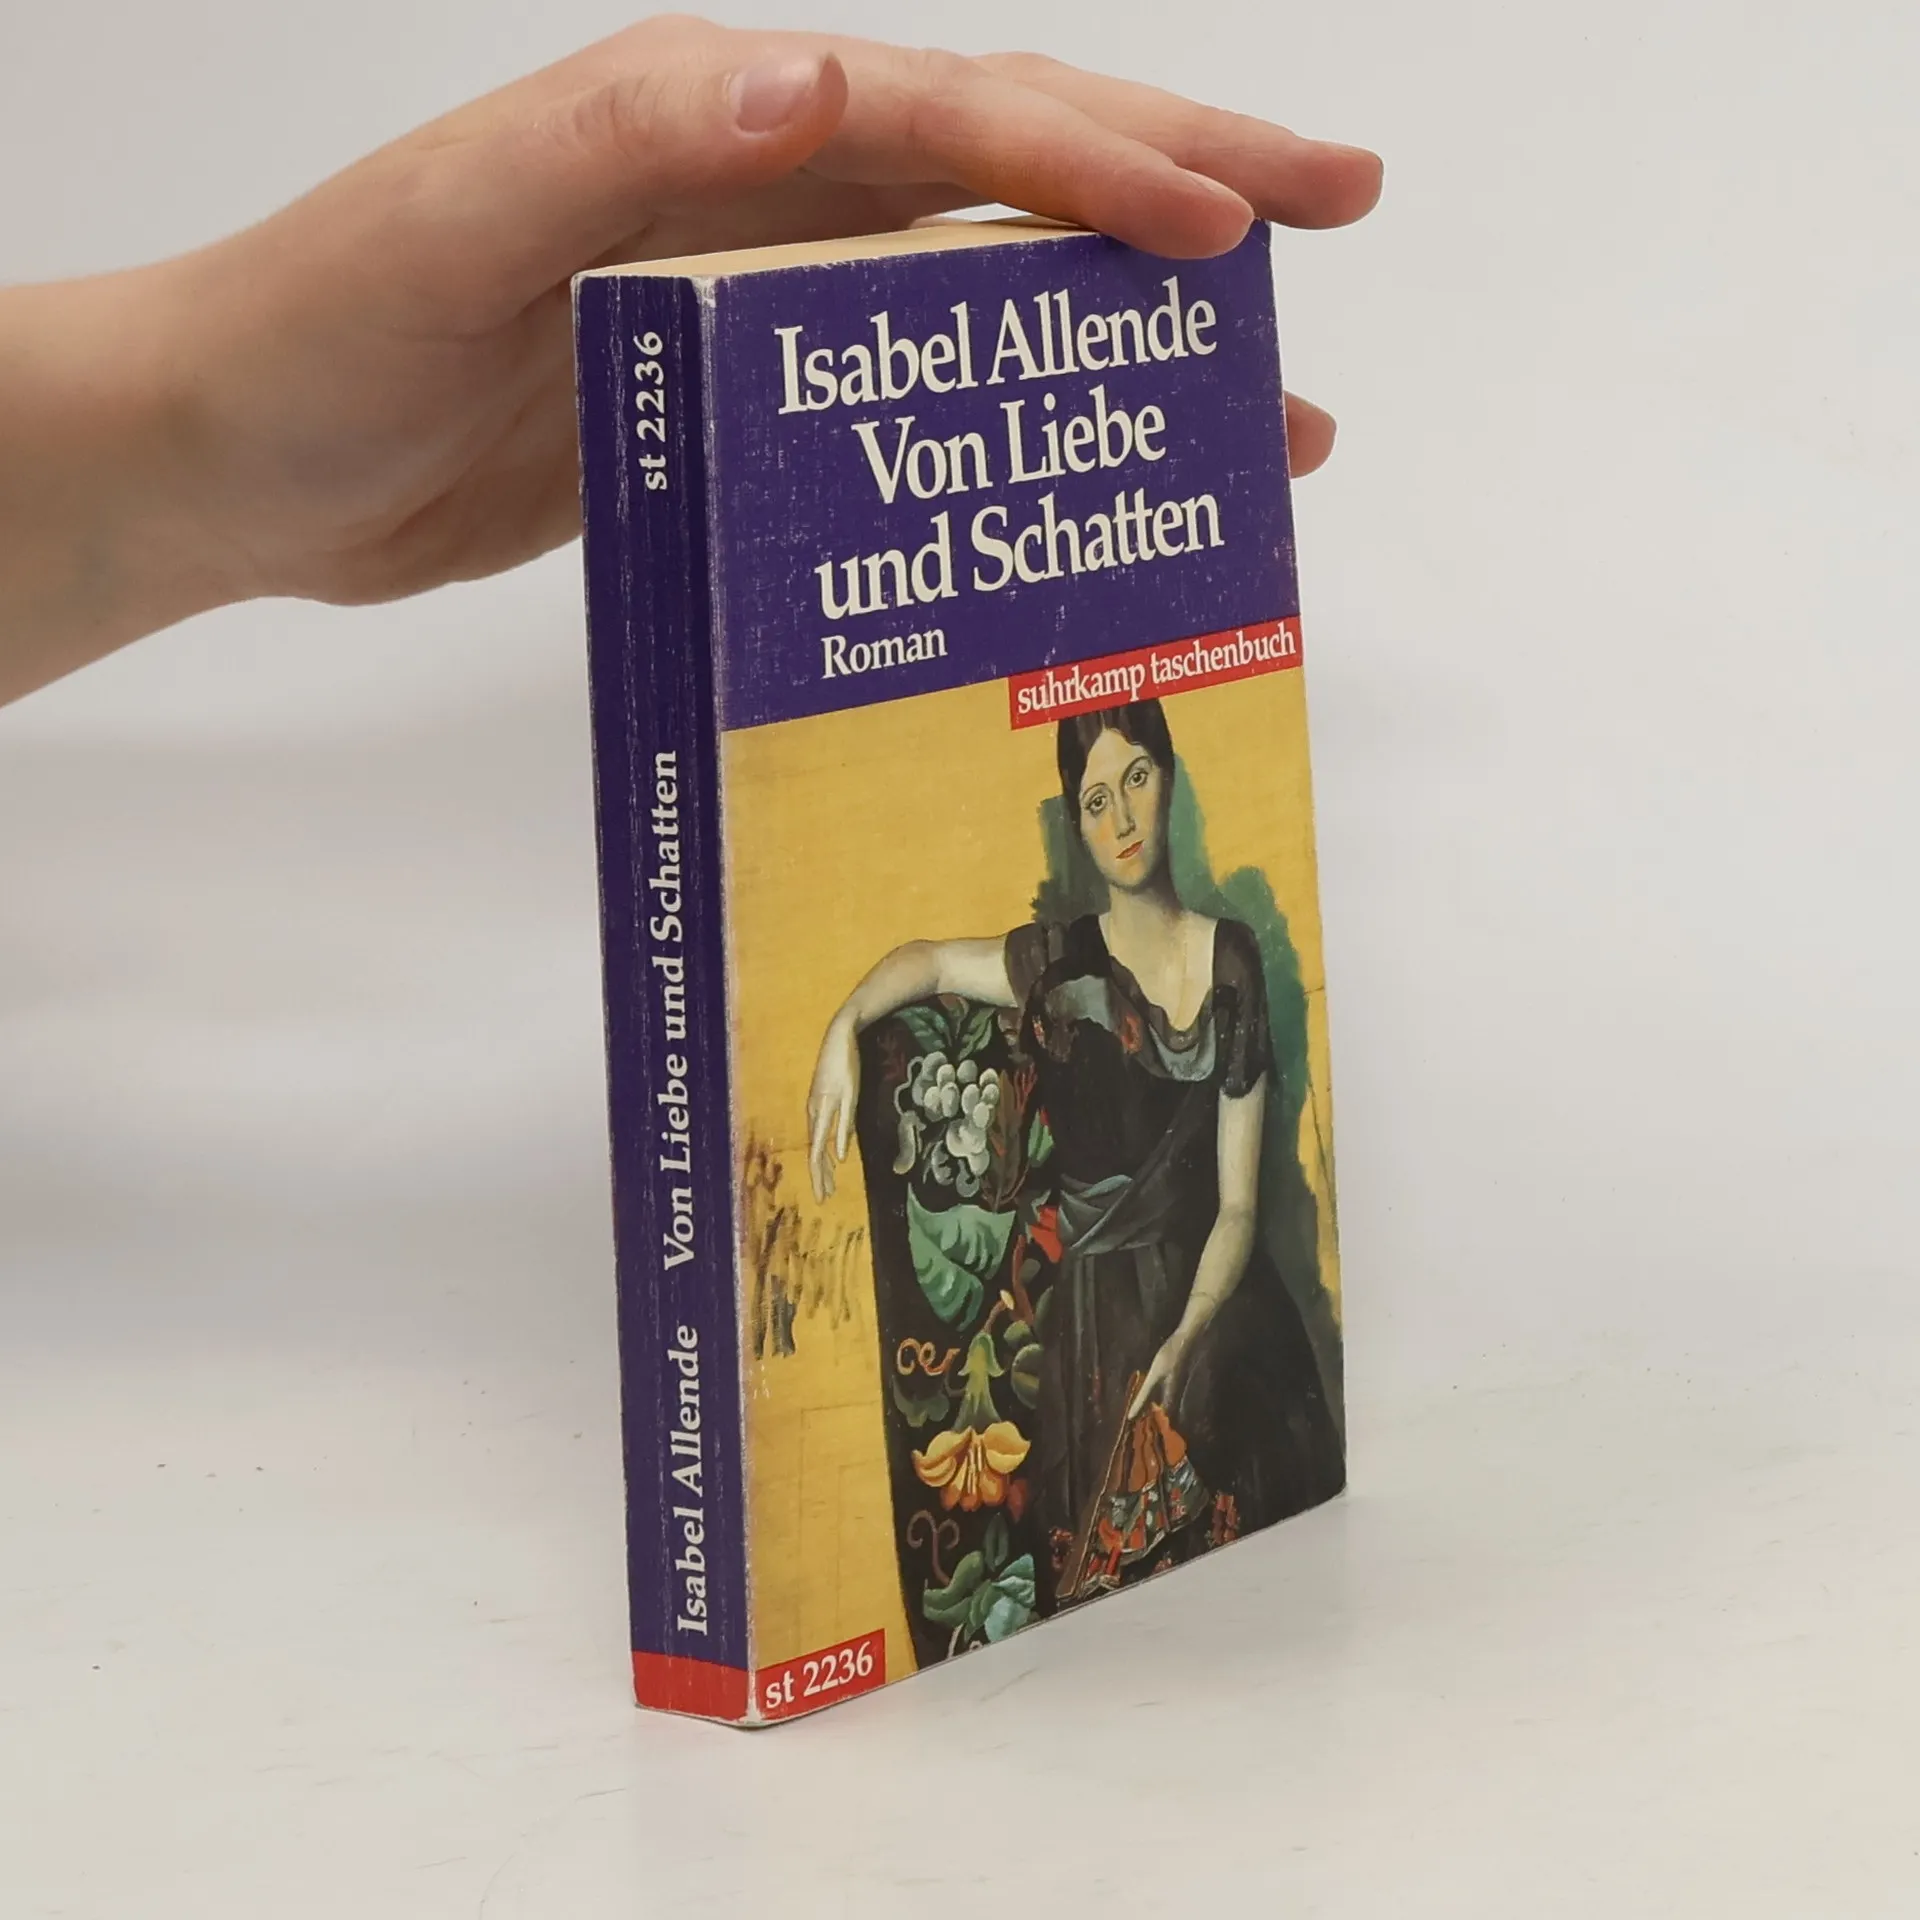 Isabel Allende
Von Liebe
und Schatten
Roman
suhrkamp taschenbuch
st 2236
Isabel Allende Von Liebe und Schatten st 2236